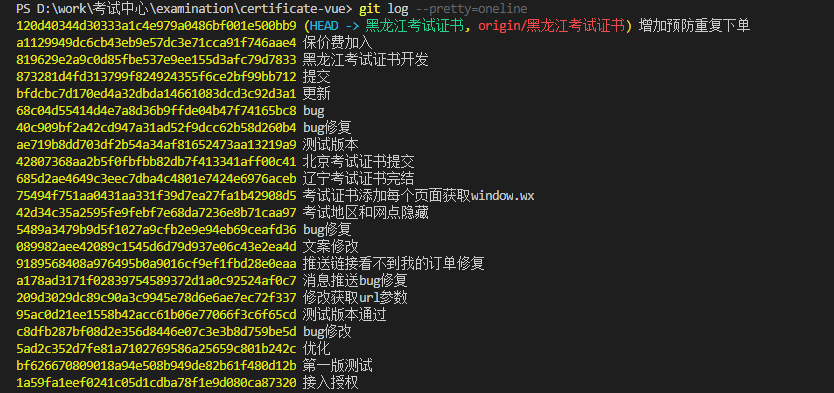 PS D:\work\考试中心\examination\certificate-vue> git log --pretty=oneline
120d40344d30333a1c4e979a0486bf001e500bb9 (HEAD -> 黑龙江考试证书, origin/黑龙江考试证书) 增加预防重复下单
a1129949dc6cb43eb9e57dc3e71cca91f746aae4 保价费加入
819629e2a9c0d85fbe537e9ee155d3afc79d7833 黑龙江考试证书开发
873281d4fd313799f824924355f6ce2bf99bb712 提交
bfdcbc7d170ed4a32dbda14661083dcd3c92d3a1 更新
68c04d55414d4e7a8d36b9ffde04b47f74165bc8 bug
40c909bf2a42cd947a31ad52f9dcc62b58d260b4 bug修复
ae719b8dd703df2b54a34af81652473aa13219a9 测试版本
42807368aa2b5f0fbfbb82db7f413341aff00c41 北京考试证书提交
685d2ae4649c3eec7dba4c4801e7424e6976aceb 辽宁考试证书完结
75494f751aa0431aa331f39d7ea27fa1b42908d5 考试证书添加每个页面获取window.wx
42d34c35a2595fe9febf7e68da7236e8b71caa97 考试地区和网点隐藏
5489a3479b9d5f1027a9cfb2e9e94eb69ceafd36 bug修复
089982aee42089c1545d6d79d937e06c43e2ea4d 文案修改
9189568408a976495b0a9016cf9ef1fbd28e0eaa 推送链接看不到我的订单修复
a178ad3171f02839754589372d1a0c92524af0c7 消息推送bug修复
209d3029dc89c90a3c9945e78d6e6ae7ec72f337 修改获取url参数
95ac0d21ee1558b42acc61b06e77066f3c6f65cd 测试版本通过
c8dfb287bf08d2e356d8446e07c3e3b8d759be5d bug修改
5ad2c352d7fe81a7102769586a25659c801b242c 优化
bf626670809018a94e508b949de82b61f480d12b 第一版测试
1a59fa1eef0241c05d1cdba78f1e9d080ca87320 接入授权